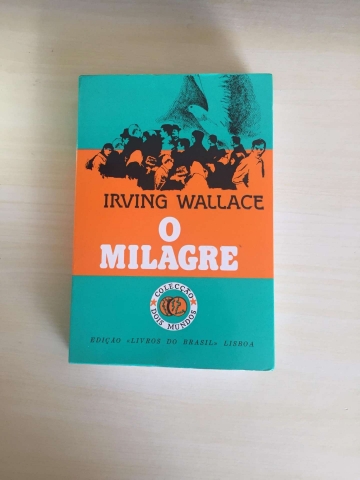 IRVING WALLACE
O
MILAGRE
COLECÇÃO
DOIS MUNDOS
EDIÇÃO «LIVROS DO BRASIL» LISBOA